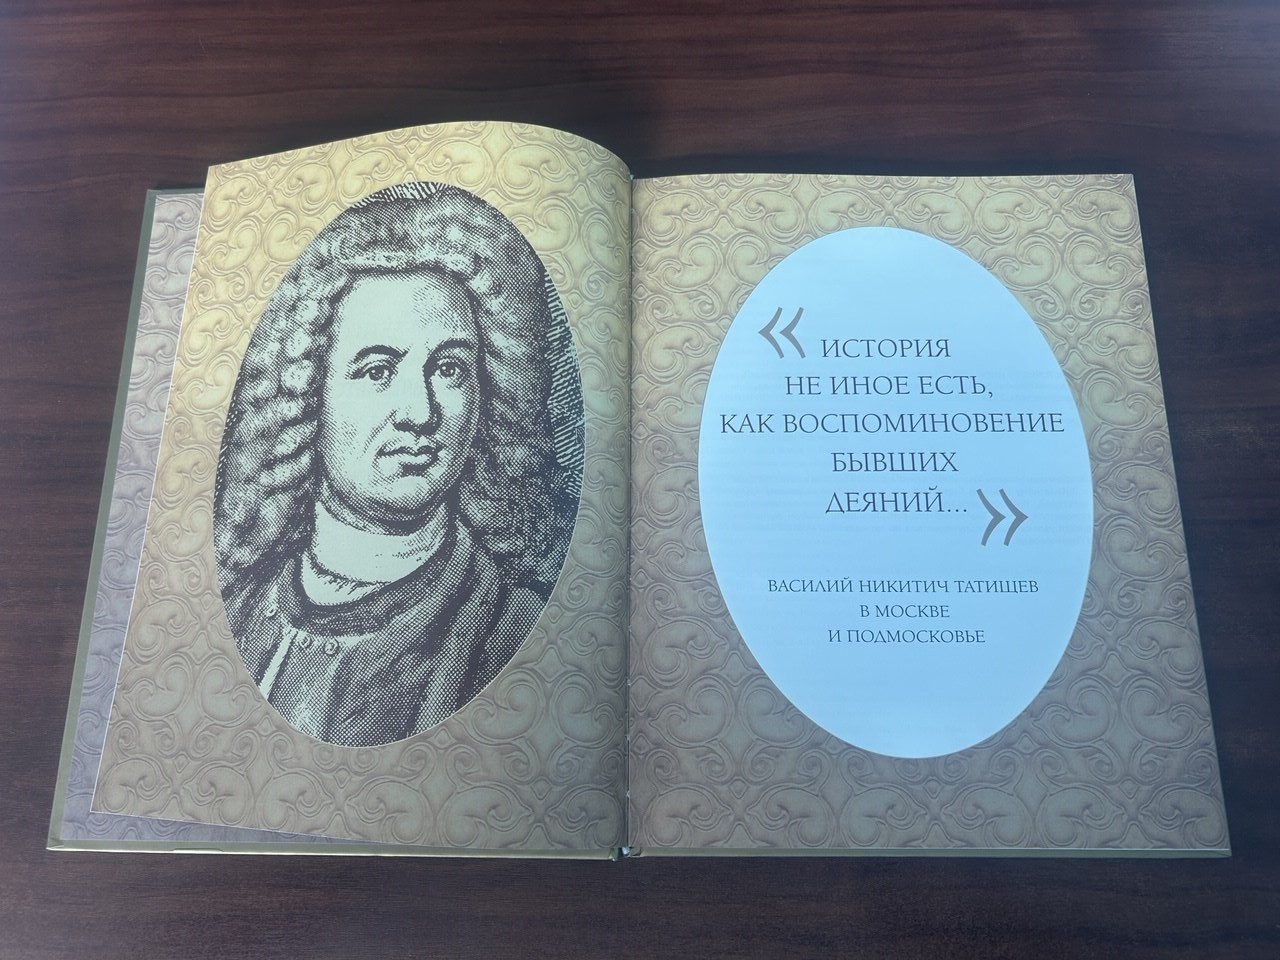 «ИСТОРИЯ
НЕ ИНОЕ ЕСТЬ,
КАК ВОСПОМИНОВЕНИЕ
БЫВШИХ
ДЕЯНИЙ...»
ВАСИЛИЙ НИКИТИЧ ТАТИЩЕВ
В МОСКВЕ
И ПОДМОСКОВЬЕ